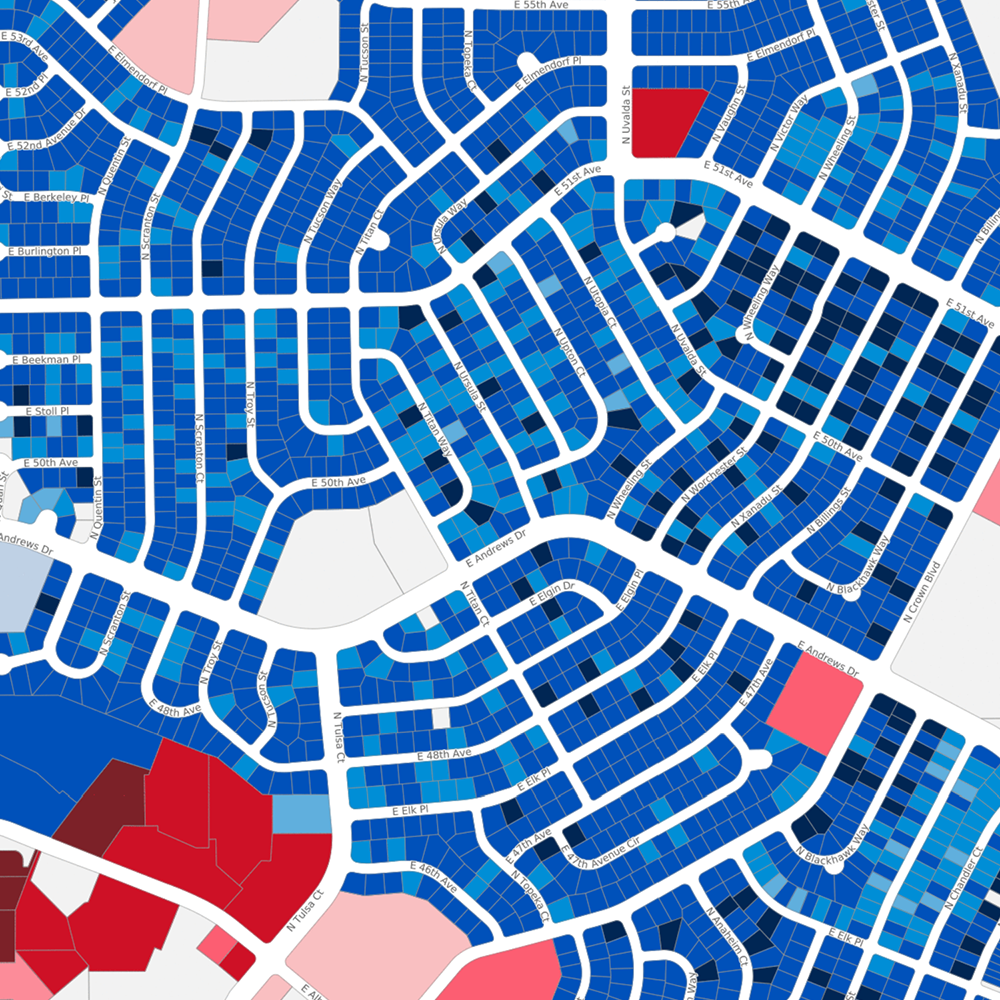 E 55th Ave
E 55th
E 53rd Ave
E Elmendorf Pl
N Tucson St
N Topeka Ct
E Elmendorf Pl
E Elmendorf Pl
N Xanadu St
E 52nd Pl
E 52nd Avenue Dr
N Quentin St
N Uvalda St
N Vaughn St
N Victor Way
N Wheeling St
E 51st Ave
E 51st Ave
E Berkeley Pl
N Scranton St
N Tucson Way
N Titan Ct
N Ursula Way
E Burlington Pl
N Utopia Ct
N Wheeling Way
E 51st Ave
E Beekman Pl
N Ursula St
N Upton Ct
N Uvalda St
E Stoll Pl
N Troy St
N Scranton Ct
N Titan Way
E 50th Ave
E 50th Ave
E 50th Ave
N Quentin St
N Wheeling St
N Worchester St
N Xanadu St
N Billings St
Andrews Dr
E Andrews Dr
N Blackhawk Way
N Crown Blvd
N Titan Ct
E Elgin Dr
E Elgin Pl
N Scranton St
N Troy St
N Tucson St
E 48th Ave
E Elk Pl
E 47th Ave
E Andrews Dr
N Tulsa Ct
E 48th Ave
E Elk Pl
E Elk Pl
E 47th Ave
E 47th Avenue Cir
N Blackhawk Way
N Chandler Ct
E 46th Ave
N Topeka Ct
N Tulsa Ct
N Anaheim Ct
E Elk Pl